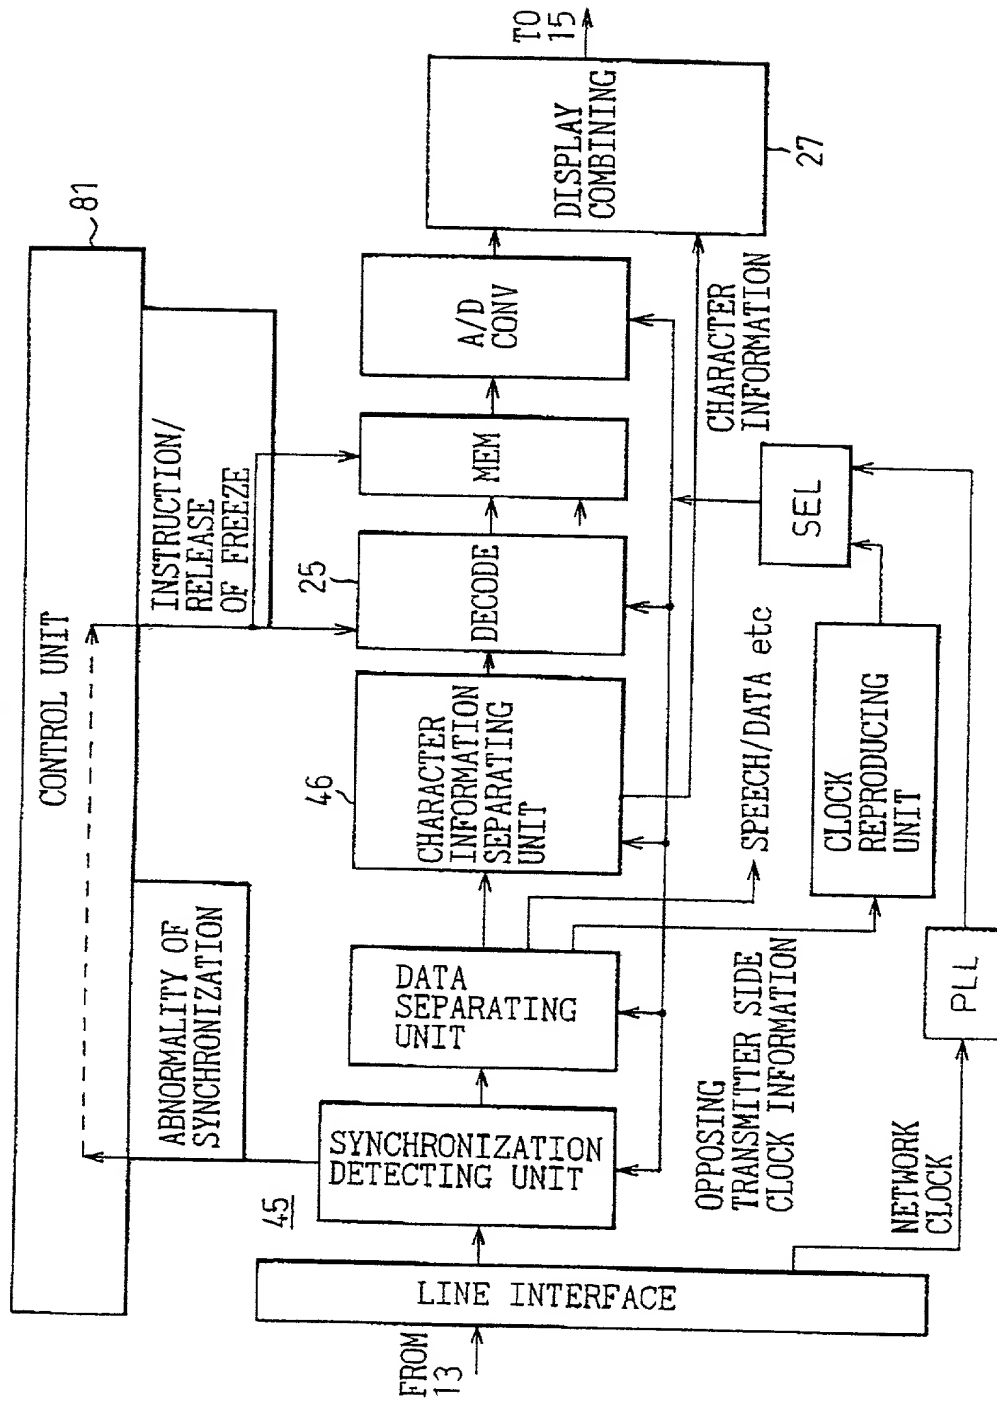 CONTROL UNIT
81
ABNORMALITY OF
SYNCHRONIZATION
INSTRUCTION/
RELEASE
OF FREEZE
FROM
13
LINE INTERFACE
45
SYNCHRONIZATION
DETECTING UNIT
DATA
SEPARATING
UNIT
46
CHARACTER
INFORMATION
SEPARATING
UNIT
25
DECODE
MEM
A/D
CONV
DISPLAY
COMBINING
27
TO
15
CHARACTER
INFORMATION
SPEECH/DATA etc
OPPOSING
TRANSMITTER SIDE
CLOCK INFORMATION
CLOCK
REPRODUCING
UNIT
SEL
NETWORK
CLOCK
PLL